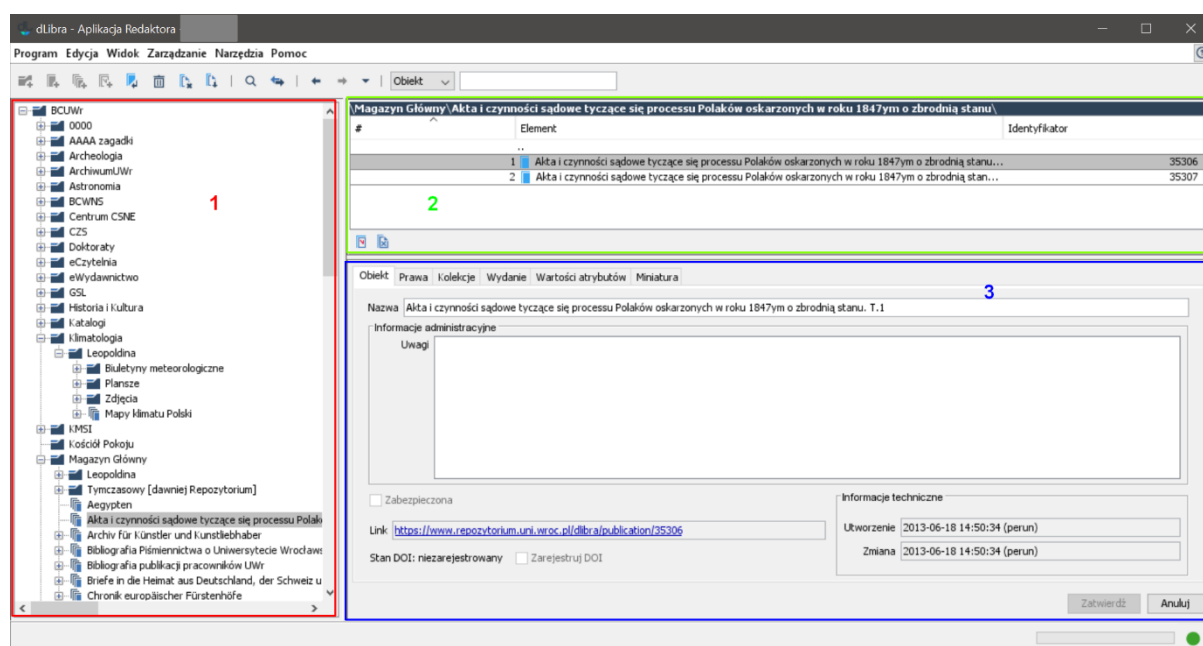 dLibra - Aplikacja Redaktora
Program Edycja Widok Zarządzanie Narzędzia Pomoc
Obiekt
BCUWr
0000
AAAA zagadki
Archeologia
ArchiwumUWr
Astronomia
BCWNS
Centrum CSNE
CZS
Doktoraty
eCzytelnia
eWydawnictwo
GSL
Historia i Kultura
Katalogi
Klimatologia
Leopoldina
Biuletyny meteorologiczne
Plansze
Zdjęcia
Mapy klimatu Polski
KMSI
Kościół Pokoju
Magazyn Główny
Leopoldina
Tymczasowy [dawniej Repozytorium]
Aegypten
Akta i czynności sądowe tyczące się processu Polak
Archiv für Künstler und Kunstliebhaber
Bibliografia Piśmiennictwa o Uniwersytecie Wrocławs
Bibliografia publikacji pracowników UWr
Briefe in die Heimat aus Deutschland, der Schweiz u
Chronik europäischer Fürstenhöfe
1
\Magazyn Główny\Akta i czynności sądowe tyczące się processu Polaków oskarzonych w roku 1847ym o zbrodnią stanu\
# Element Identyfikator
..
1 Akta i czynności sądowe tyczące się processu Polaków oskarzonych w roku 1847ym o zbrodnią stanu... 35306
2 Akta i czynności sądowe tyczące się processu Polaków oskarzonych w roku 1847ym o zbrodnią stan... 35307
2
Obiekt Prawa Kolekcje Wydanie Wartości atrybutów Miniatura
3
Nazwa Akta i czynności sądowe tyczące się processu Polaków oskarzonych w roku 1847ym o zbrodnią stanu. T.1
Informacje administracyjne
Uwagi
Zabezpieczona
Link https://www.repozytorium.uni.wroc.pl/dlibra/publication/35306
Stan DOI: niezarejestrowany Zarejestruj DOI
Informacje techniczne
Utworzenie 2013-06-18 14:50:34 (perun)
Zmiana 2013-06-18 14:50:34 (perun)
Zatwierdź Anuluj